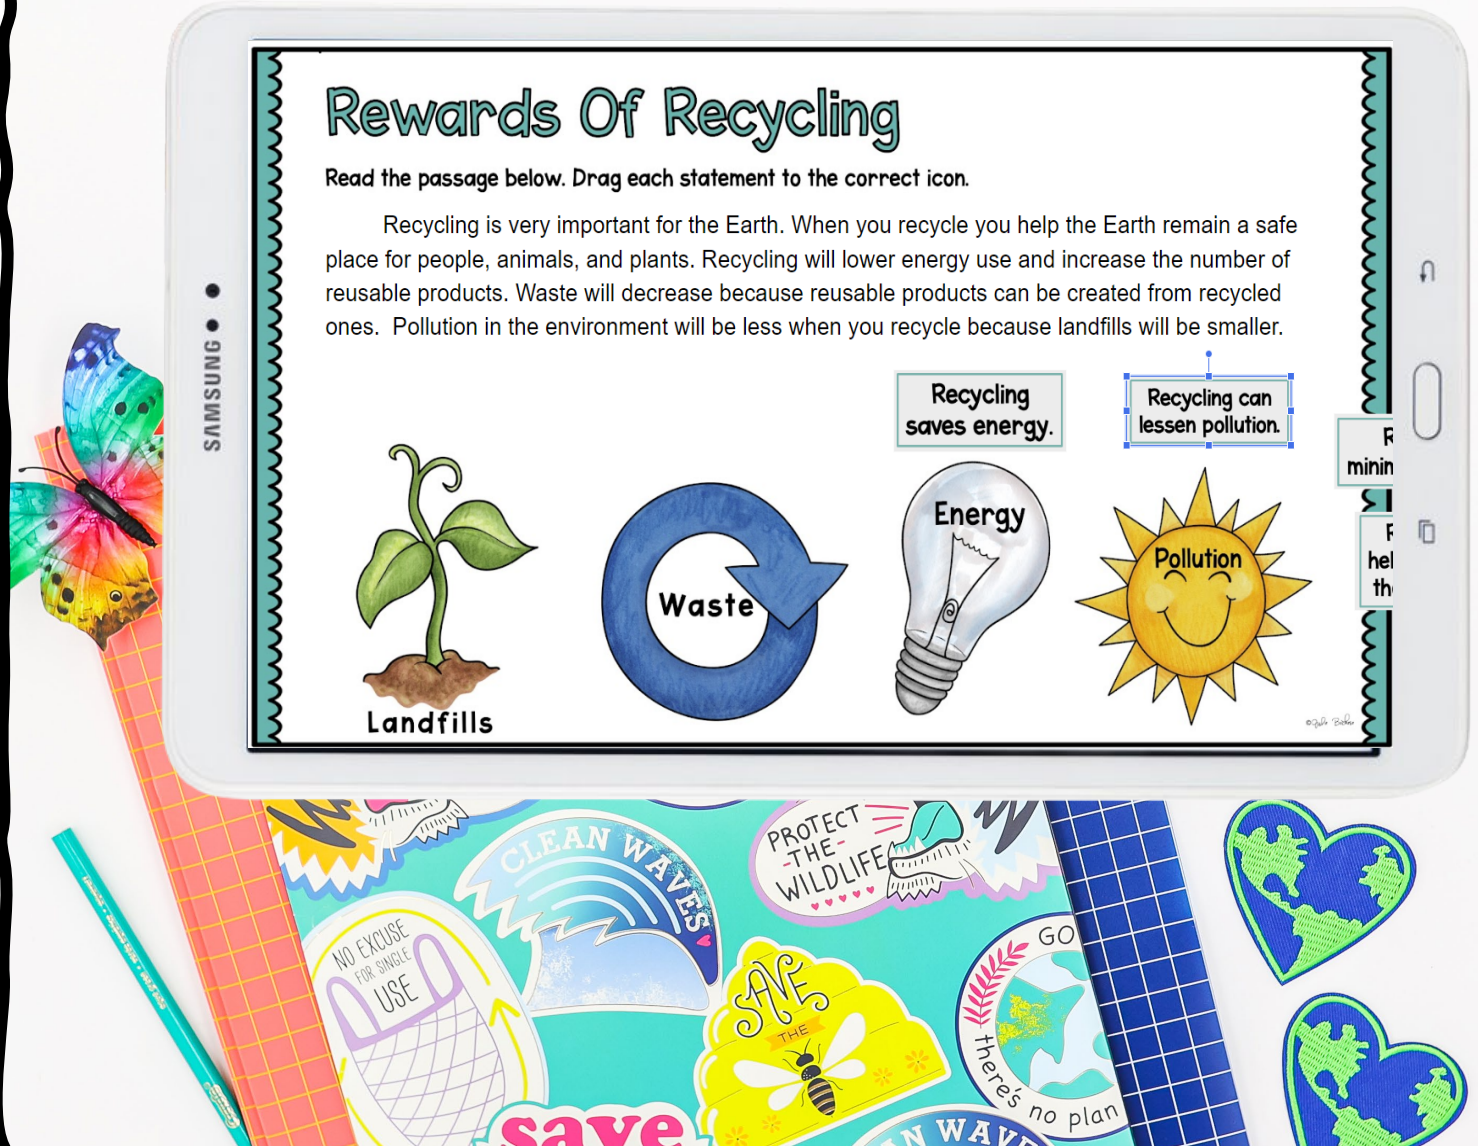 Rewards Of Recycling
Read the passage below. Drag each statement to the correct icon.
Recycling is very important for the Earth. When you recycle you help the Earth remain a safe
place for people, animals, and plants. Recycling will lower energy use and increase the number of
reusable products. Waste will decrease because reusable products can be created from recycled
ones. Pollution in the environment will be less when you recycle because landfills will be smaller.
Recycling
saves energy.
Recycling can
lessen pollution.
Landfills
Waste
Energy
Pollution
SAMSUNG
CLEAN WAVES
PROTECT
-THE-
WILDLIFE
NO EXCUSE
FOR SINGLE
USE
SAVE
THE
GO
there's no plan
save